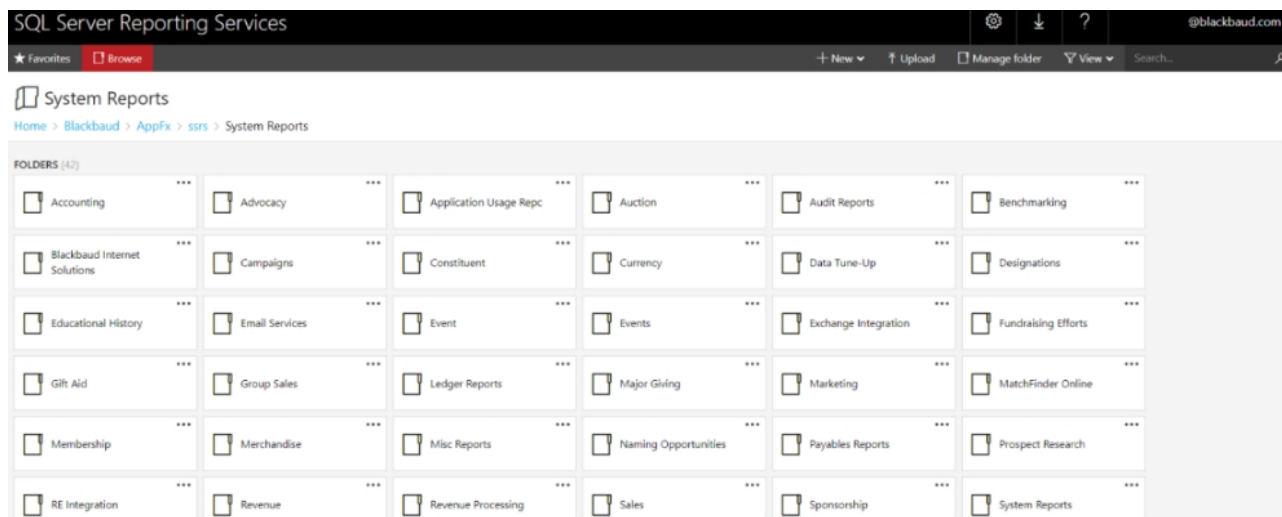 SQL Server Reporting Services
@blackbaud.com
Favorites Browse New Upload Manage folder View Search...
System Reports
Home > Blackbaud > AppFx > ssrs > System Reports
FOLDERS (42)
Accounting Advocacy Application Usage Repc Auction Audit Reports Benchmarking
Blackbaud Internet
Solutions
Campaigns Constituent Currency Data Tune-Up Designations
Educational History Email Services Event Events Exchange Integration Fundraising Efforts
Gift Aid Group Sales Ledger Reports Major Giving Marketing MatchFinder Online
Membership Merchandise Misc Reports Naming Opportunities Payables Reports Prospect Research
RE Integration Revenue Revenue Processing Sales Sponsorship System Reports